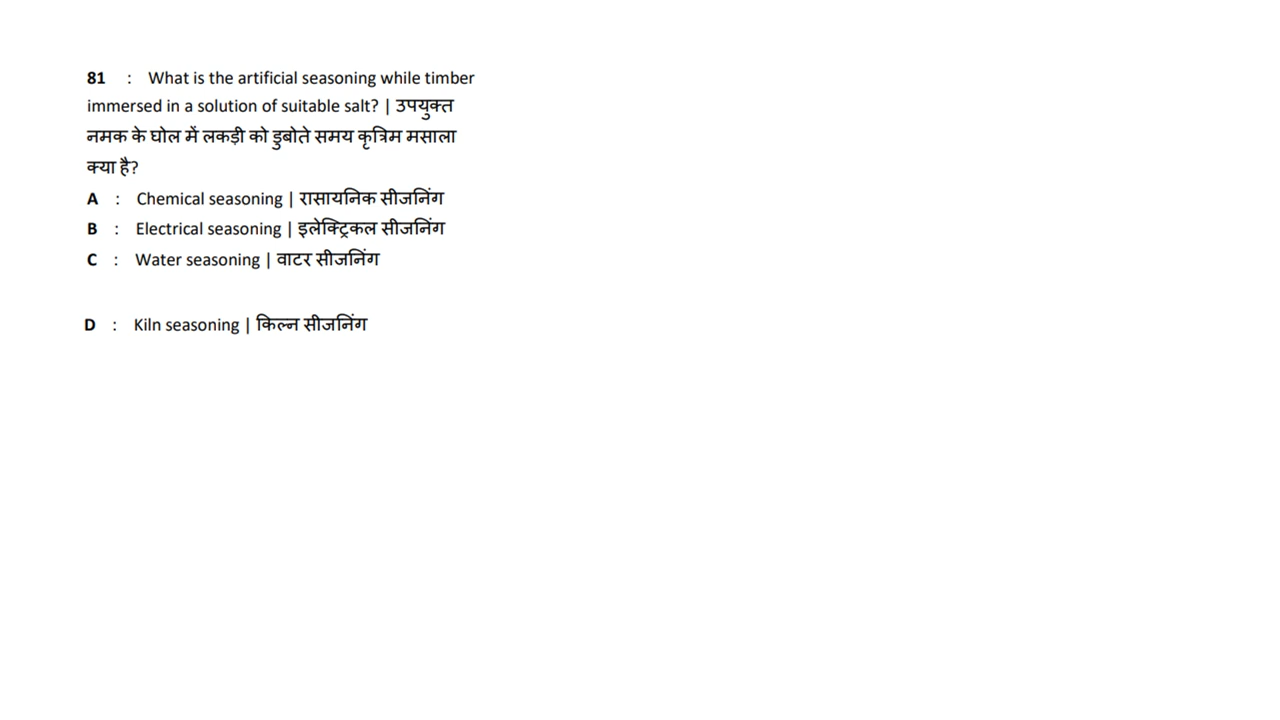 81 : What is the artificial seasoning while timber
immersed in a solution of suitable salt? | उपयुक्त
नमक के घोल में लकड़ी को डुबोते समय कृत्रिम मसाला
क्या है?
A : Chemical seasoning | रासायनिक सीजनिंग
B : Electrical seasoning | इलेक्ट्रिकल सीजनिंग
C : Water seasoning | वाटर सीजनिंग
D : Kiln seasoning | किल्न सीजनिंग